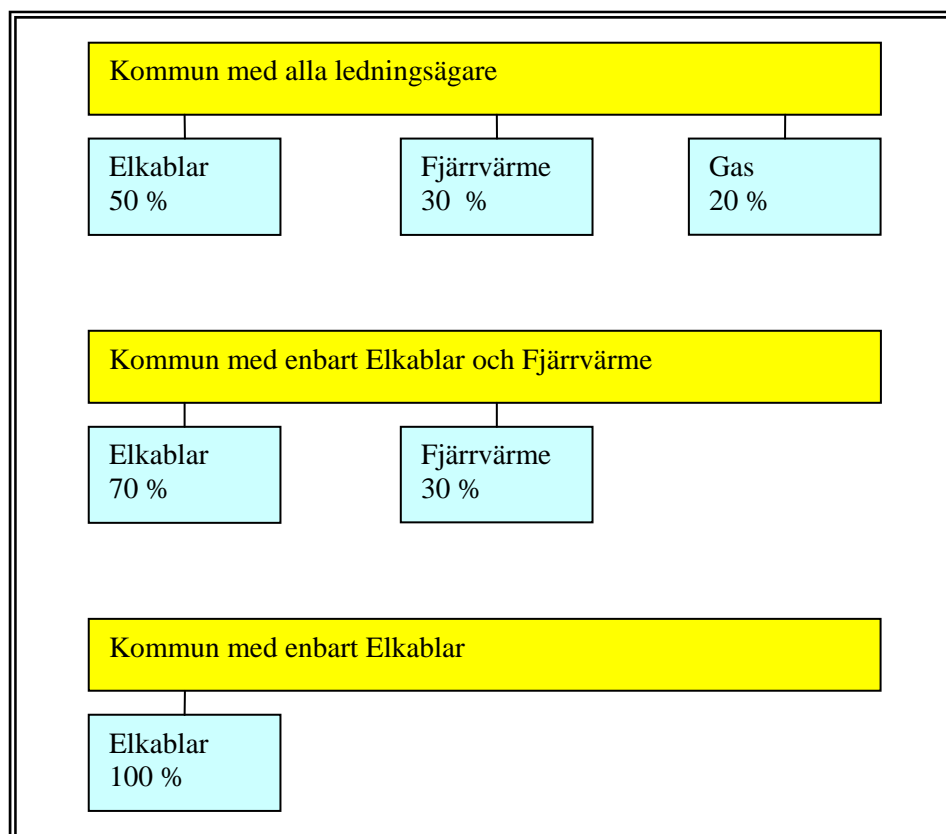 Kommun med alla ledningsägare
Elkablar
50 %
Fjärrvärme
30 %
Gas
20 %
Kommun med enbart Elkablar och Fjärrvärme
Elkablar
70 %
Fjärrvärme
30 %
Kommun med enbart Elkablar
Elkablar
100 %